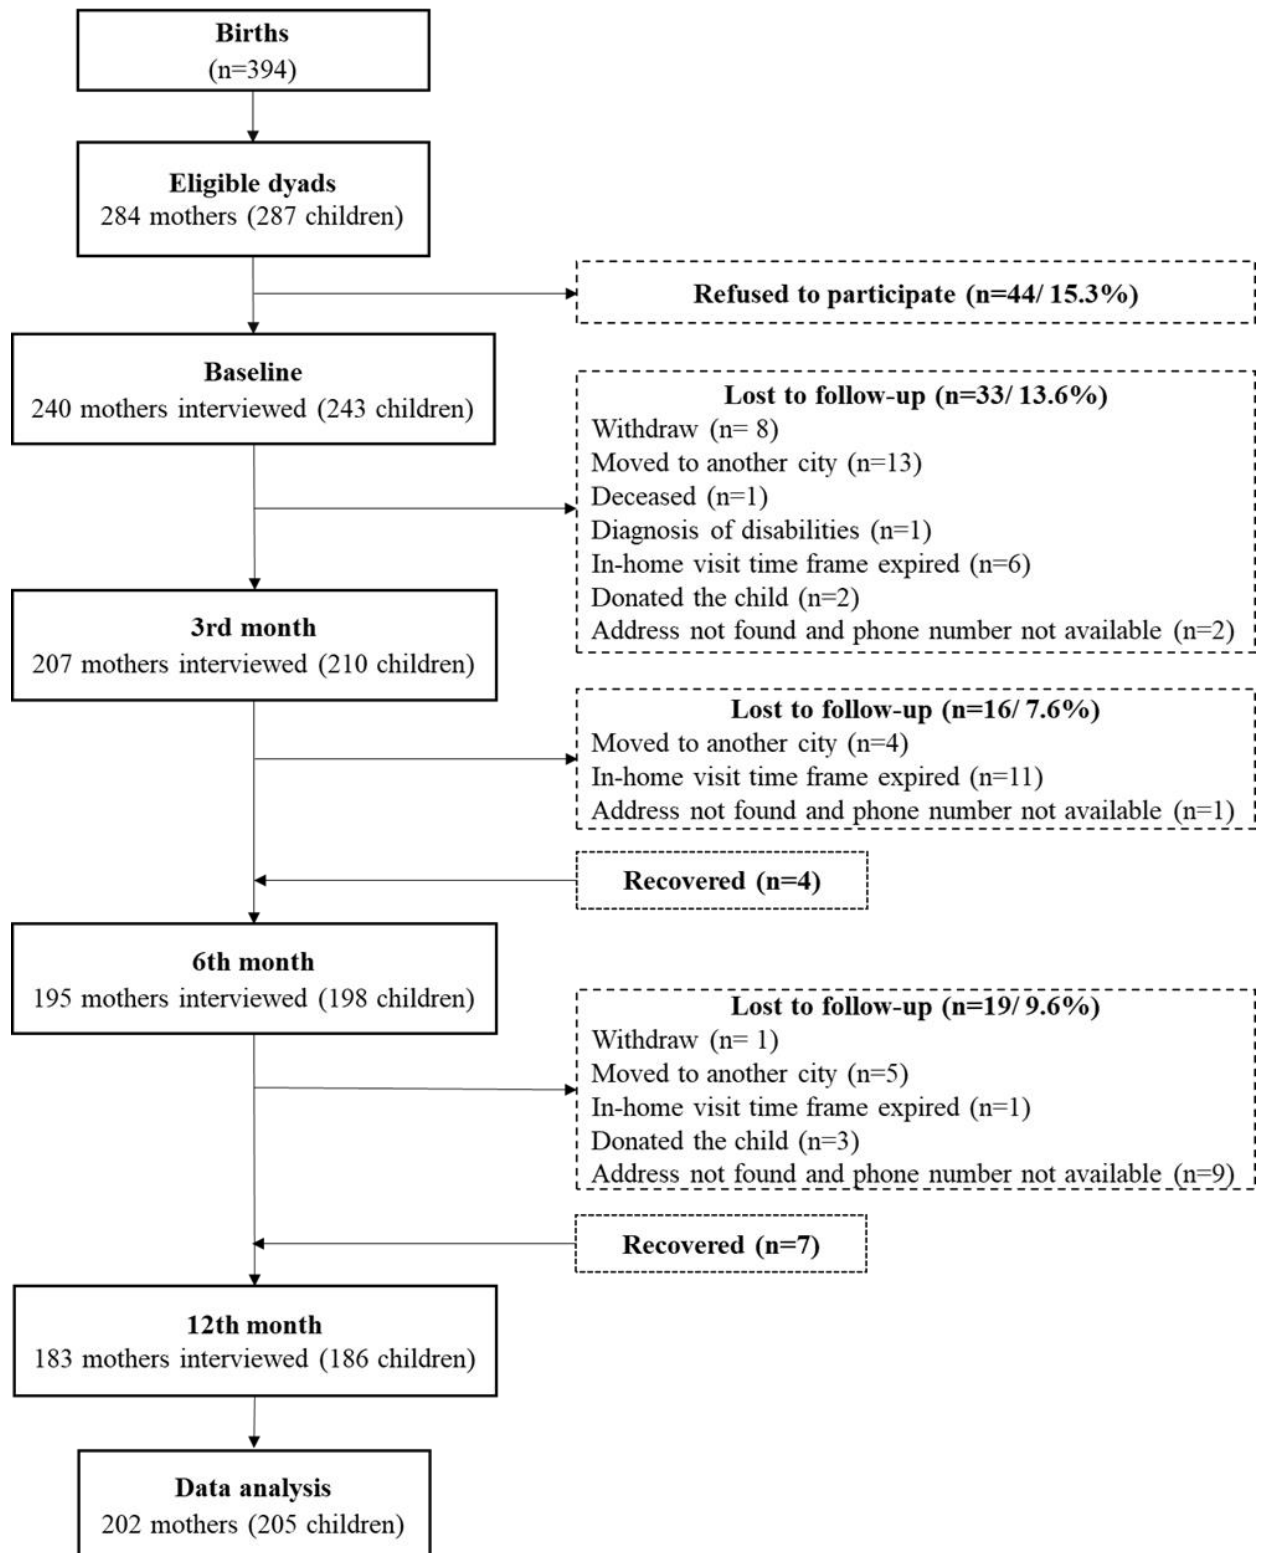 Births
(n=394)
Eligible dyads
284 mothers (287 children)
Refused to participate (n=44/ 15.3%)
Baseline
240 mothers interviewed (243 children)
Lost to follow-up (n=33/ 13.6%)
Withdraw (n= 8)
Moved to another city (n=13)
Deceased (n=1)
Diagnosis of disabilities (n=1)
In-home visit time frame expired (n=6)
Donated the child (n=2)
Address not found and phone number not available (n=2)
3rd month
207 mothers interviewed (210 children)
Lost to follow-up (n=16/ 7.6%)
Moved to another city (n=4)
In-home visit time frame expired (n=11)
Address not found and phone number not available (n=1)
Recovered (n=4)
6th month
195 mothers interviewed (198 children)
Lost to follow-up (n=19/ 9.6%)
Withdraw (n= 1)
Moved to another city (n=5)
In-home visit time frame expired (n=1)
Donated the child (n=3)
Address not found and phone number not available (n=9)
Recovered (n=7)
12th month
183 mothers interviewed (186 children)
Data analysis
202 mothers (205 children)